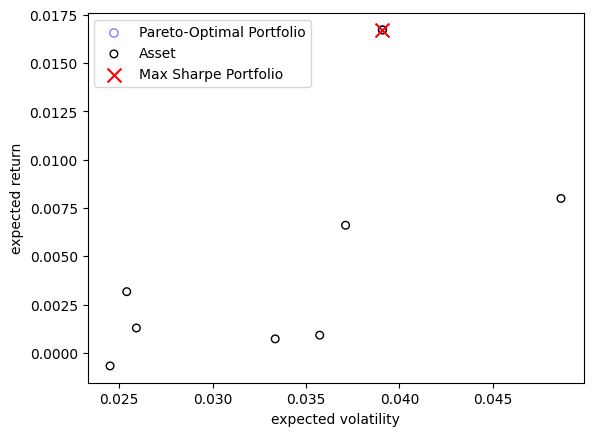 0.0175
0.0150
0.0125
0.0100
0.0075
0.0050
0.0025
0.0000
expected return
Pareto-Optimal Portfolio
Asset
Max Sharpe Portfolio
0.025
0.030
0.035
0.040
0.045
expected volatility